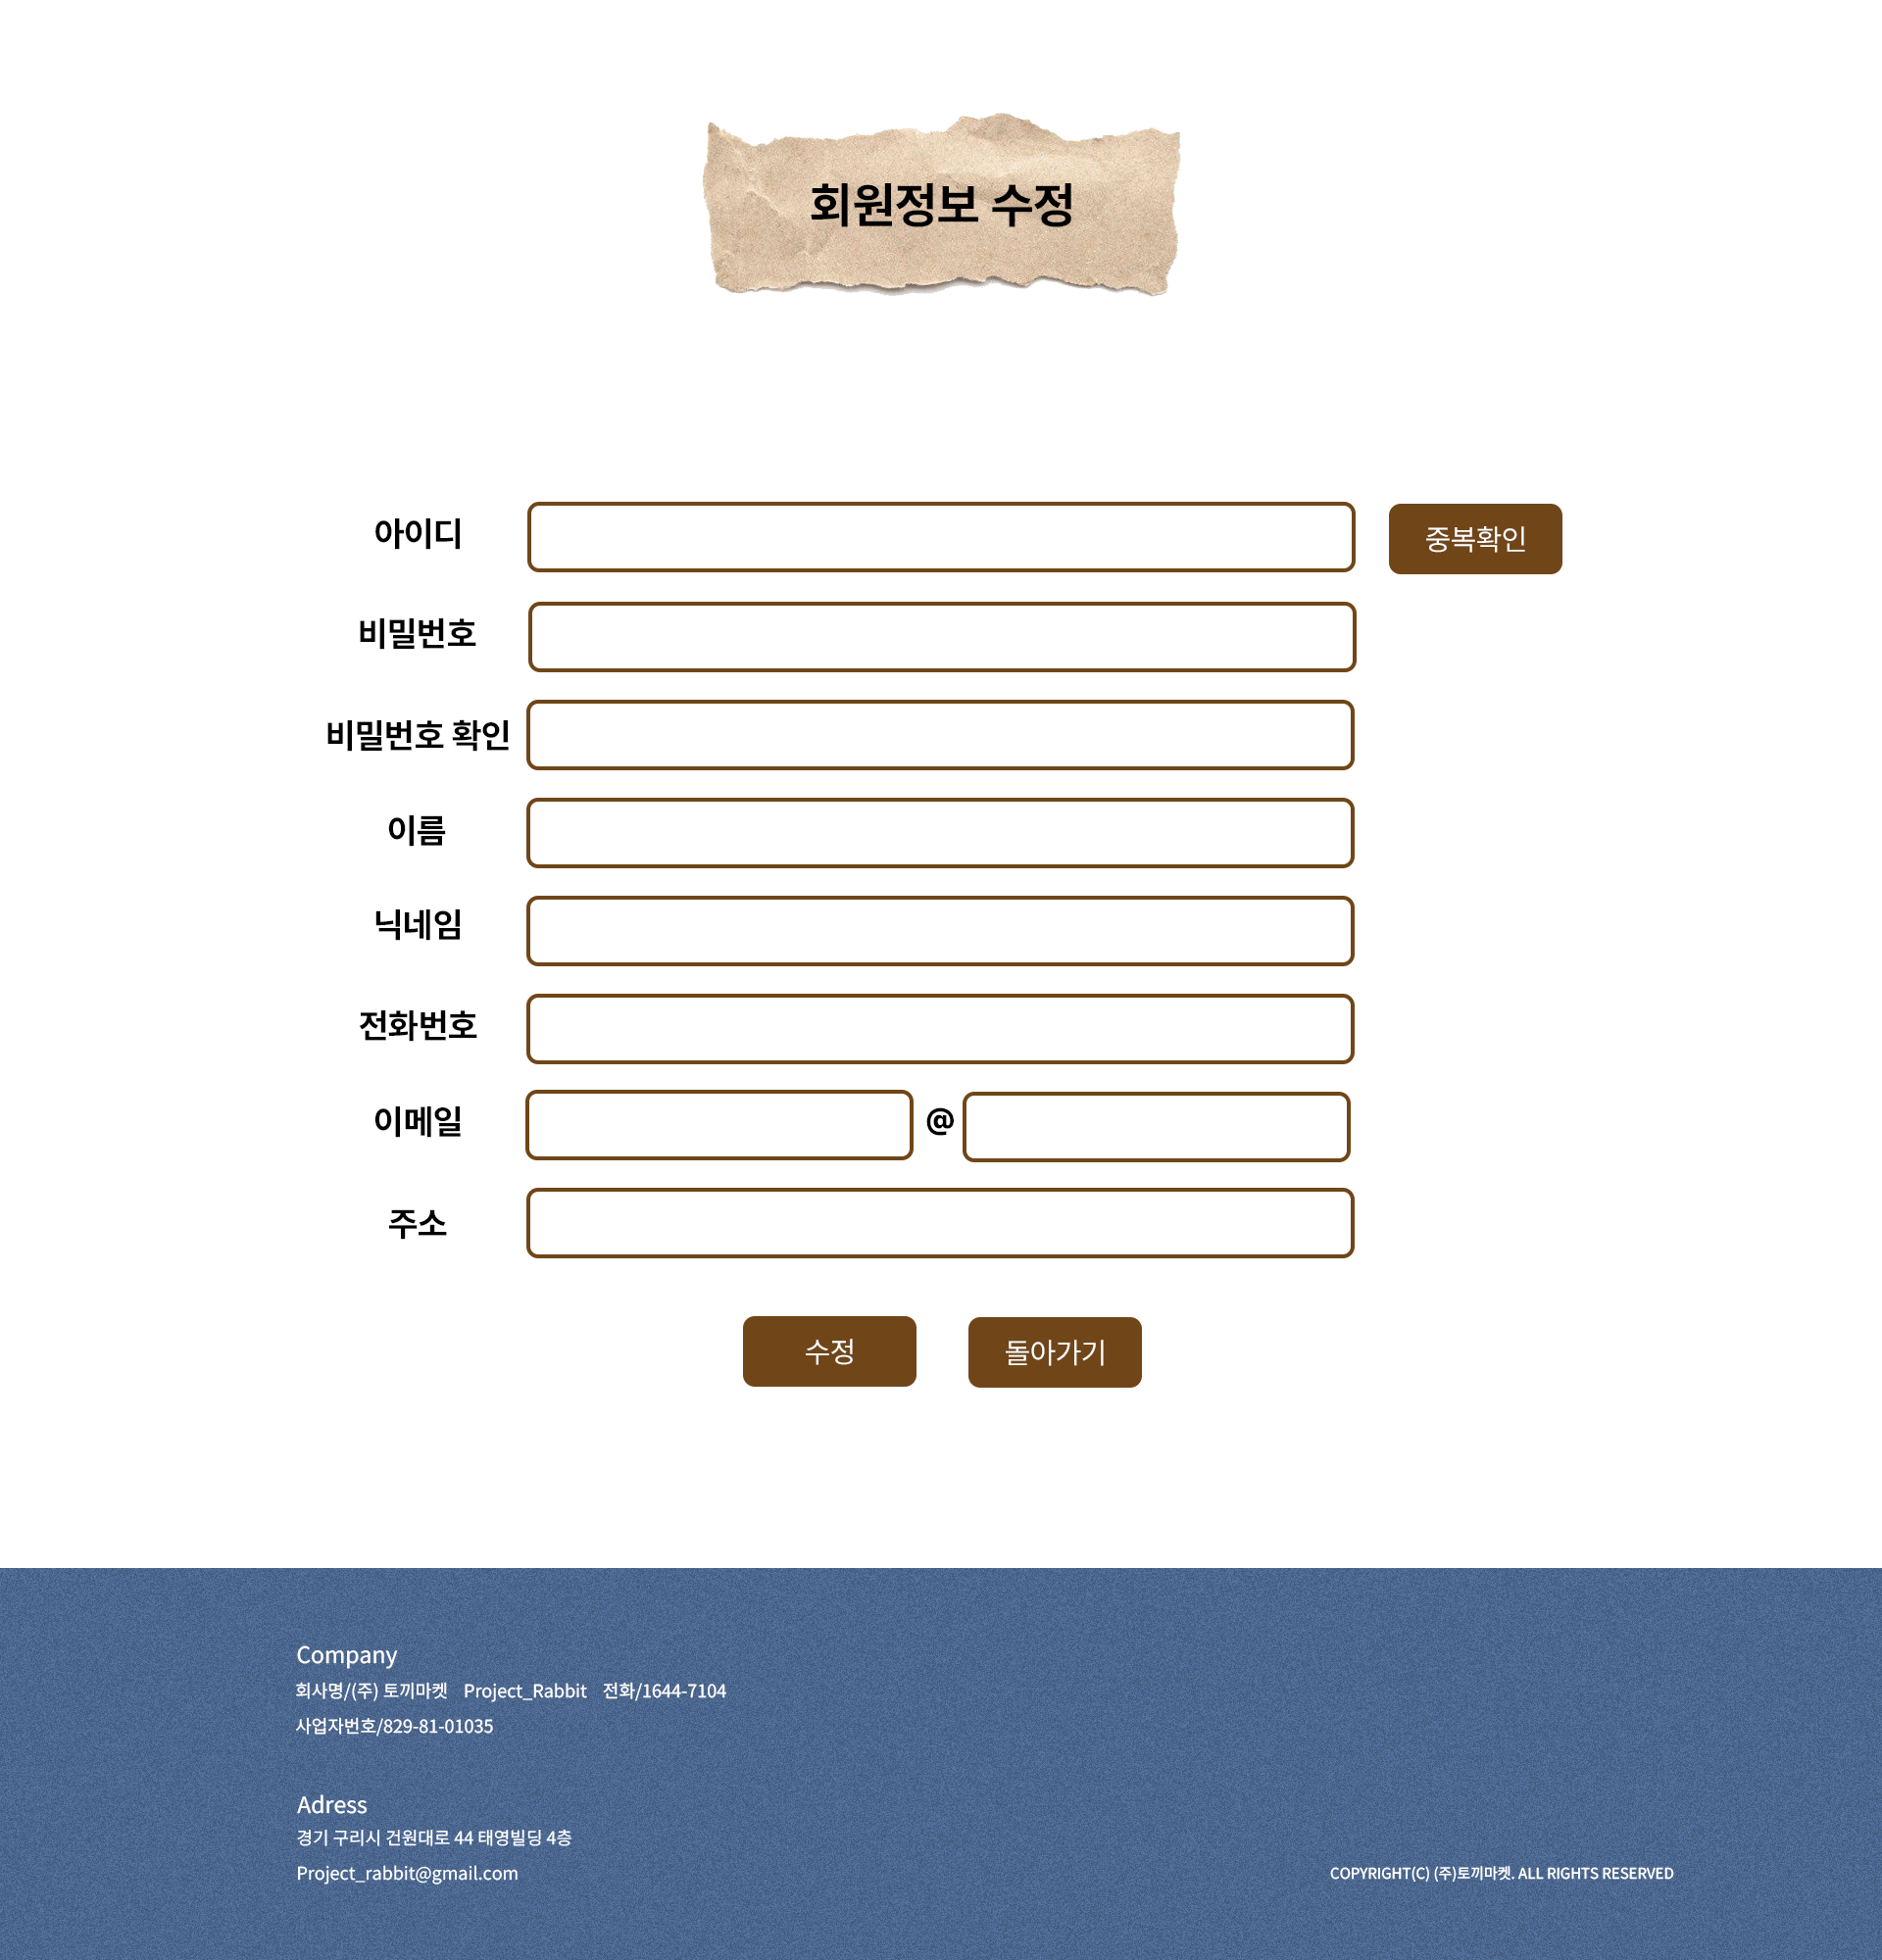 회원정보 수정
아이디
중복확인
비밀번호
비밀번호 확인
이름
닉네임
전화번호
이메일 @
주소
수정 돌아가기
Company
회사명/(주) 토끼마켓 Project_Rabbit 전화/1644-7104
사업자번호/829-81-01035
Adress
경기 구리시 건원대로 44 태영빌딩 4층
Project_rabbit@gmail.com
COPYRIGHT(C) (주)토끼마켓. ALL RIGHTS RESERVED